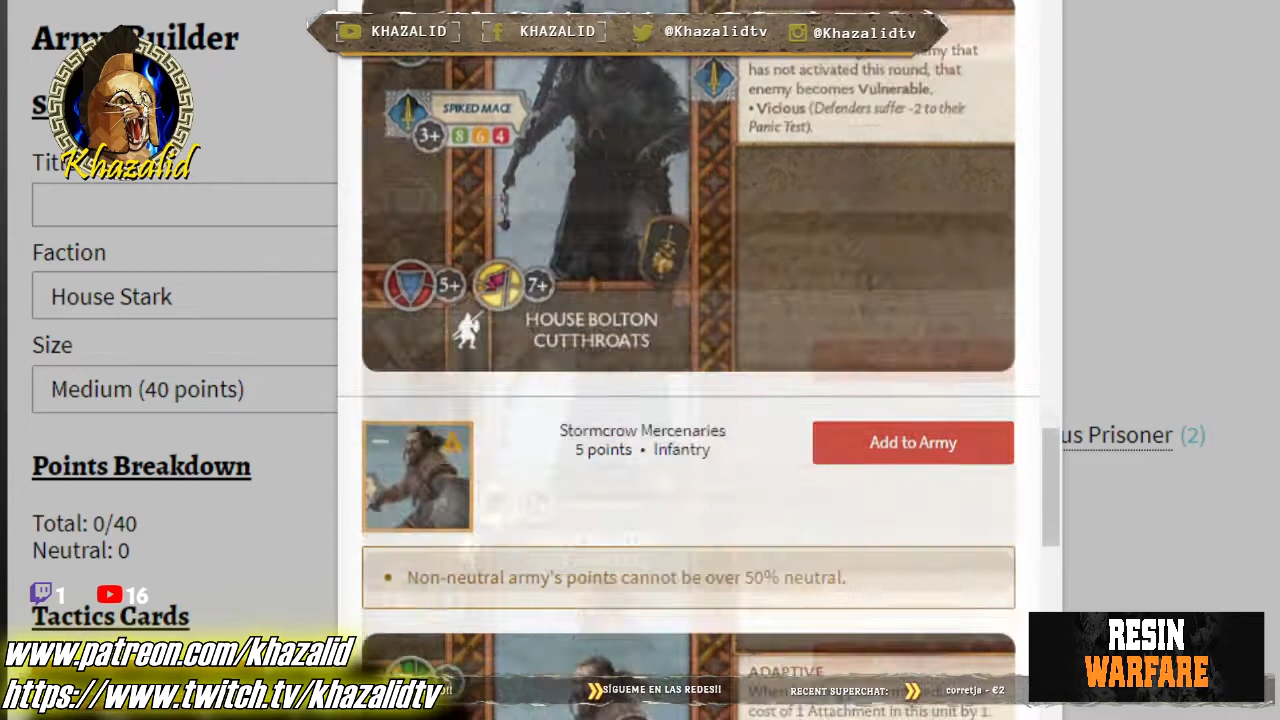 KHAZALID
KHAZALID
@Khazalidtv
@Khazalidtv
Khazalid
Faction
House Stark
Size
Medium (40 points)
Points Breakdown
Total: 0/40
Neutral: 0
1
16
Tactics Cards
www.patreon.com/khazalid
https://www.twitch.tv/khazalidtv
that
has not activated this round, that
enemy becomes Vulnerable.
• Vicious (Defenders suffer -2 to their
Panic Test).
SPIKED MACE
3+ 8 6 4
5+ 7+
HOUSE BOLTON
CUTTHROATS
Stormcrow Mercenaries
5 points • Infantry
Add to Army
• Non-neutral army's points cannot be over 50% neutral.
Prisoner (2)
ADAPTIVE
cost of 1 Attachment in this unit by 1.
SÍGUEME EN LAS REDES!!
RECENT SUPERCHAT:
corretja - €2
RESIN
WARFARE